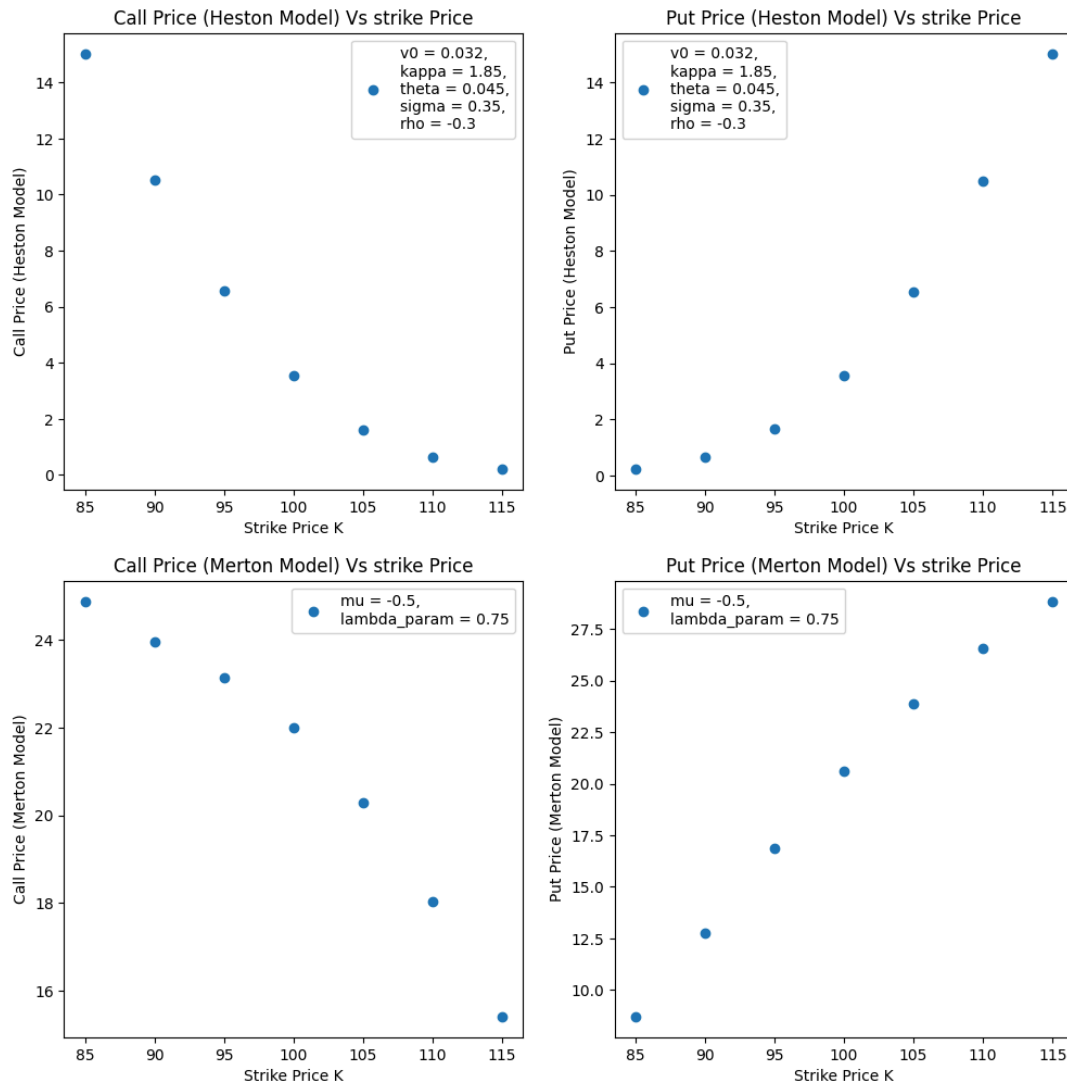 Call Price (Heston Model) Vs strike Price
v0 = 0.032,
kappa = 1.85,
theta = 0.045,
sigma = 0.35,
rho = -0.3
Call Price (Heston Model)
14
12
10
8
6
4
2
0
85 90 95 100 105 110 115
Strike Price K
Put Price (Heston Model) Vs strike Price
v0 = 0.032,
kappa = 1.85,
theta = 0.045,
sigma = 0.35,
rho = -0.3
Put Price (Heston Model)
14
12
10
8
6
4
2
0
85 90 95 100 105 110 115
Strike Price K
Call Price (Merton Model) Vs strike Price
mu = -0.5,
lambda_param = 0.75
Call Price (Merton Model)
24
22
20
18
16
85 90 95 100 105 110 115
Strike Price K
Put Price (Merton Model) Vs strike Price
mu = -0.5,
lambda_param = 0.75
Put Price (Merton Model)
27.5
25.0
22.5
20.0
17.5
15.0
12.5
10.0
85 90 95 100 105 110 115
Strike Price K